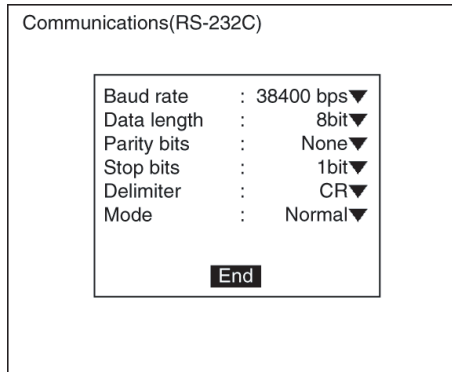 Communications(RS-232C)
Baud rate : 38400 bps▼
Data length : 8bit▼
Parity bits : None▼
Stop bits : 1bit▼
Delimiter : CR▼
Mode : Normal▼
End